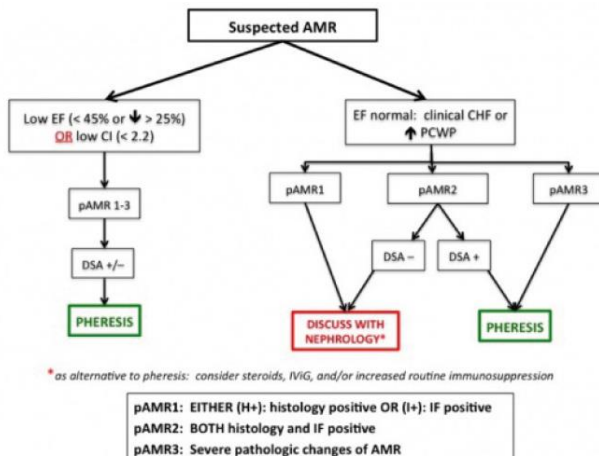 Suspected AMR
Low EF (< 45% or ↓ > 25%)
OR low CI (< 2.2)
EF normal: clinical CHF or
↑ PCWP
pAMR 1-3
pAMR1
pAMR2
pAMR3
DSA +/–
DSA –
DSA +
PHERESIS
DISCUSS WITH
NEPHROLOGY*
PHERESIS
*as alternative to pheresis: consider steroids, IViG, and/or increased routine immunosuppression
pAMR1: EITHER (H+): histology positive OR (I+): IF positive
pAMR2: BOTH histology and IF positive
pAMR3: Severe pathologic changes of AMR